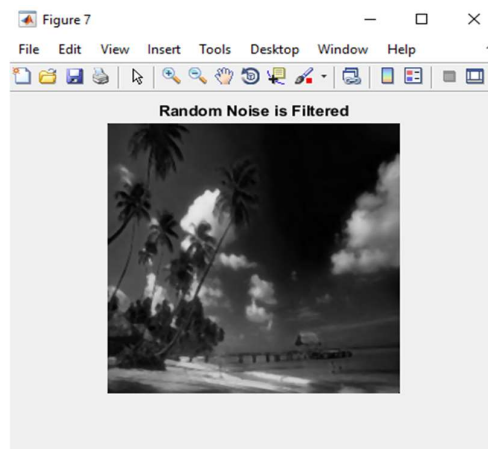 Figure 7
File Edit View Insert Tools Desktop Window Help
Random Noise is Filtered